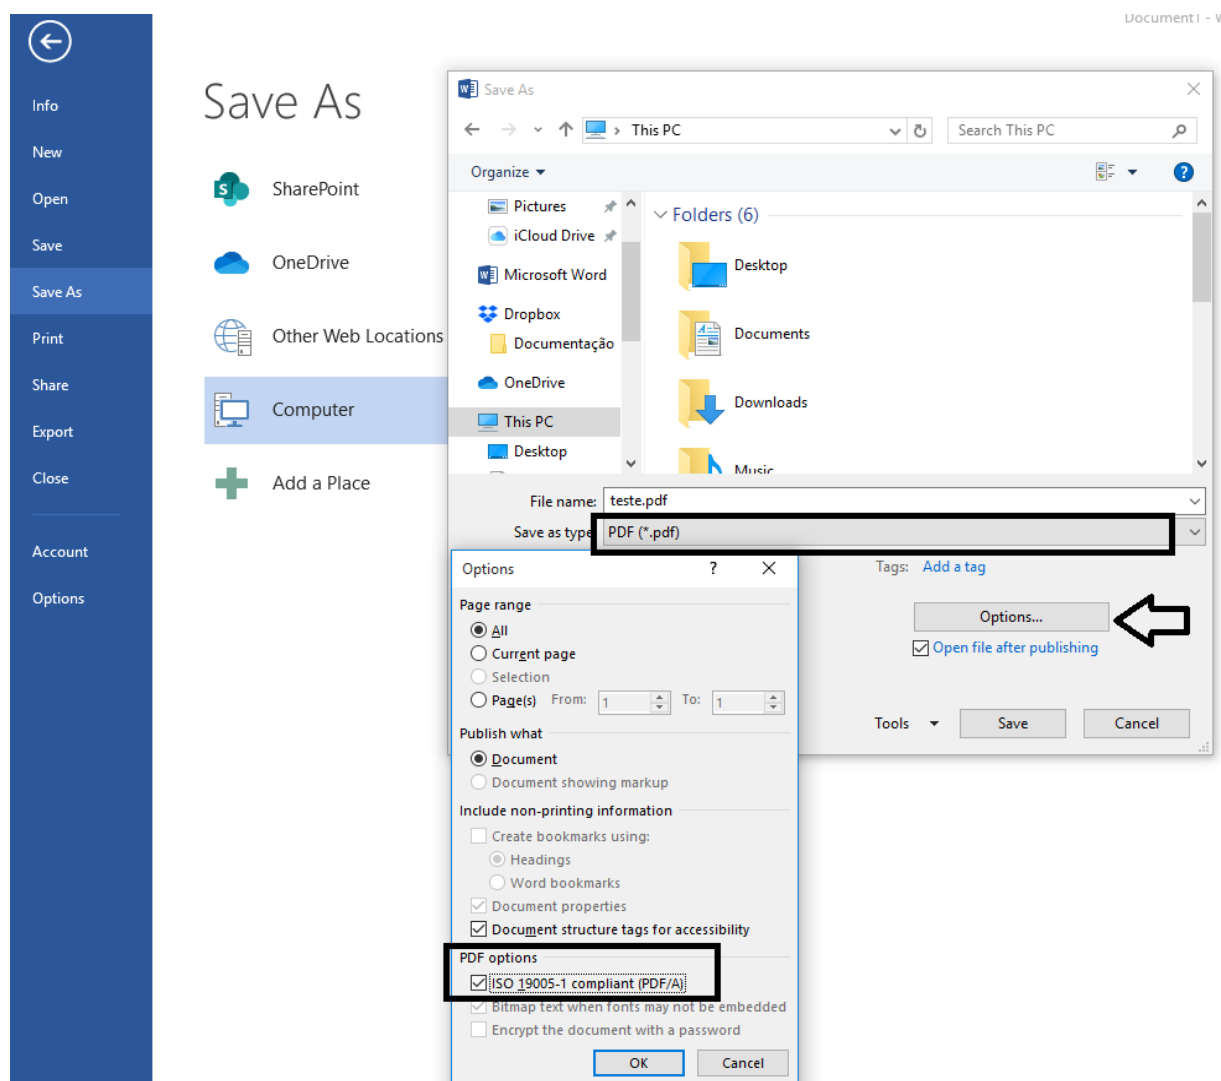 Document1 - W
Info
New
Open
Save
Save As
Print
Share
Export
Close
Account
Options
Save As
SharePoint
OneDrive
Other Web Locations
Computer
Add a Place
Save As
This PC
Search This PC
Organize
Pictures
iCloud Drive
Microsoft Word
Dropbox
Documentação
OneDrive
This PC
Desktop
Folders (6)
Desktop
Documents
Downloads
Music
File name: teste.pdf
Save as type PDF (*.pdf)
Tags: Add a tag
Options...
Open file after publishing
Tools Save Cancel
Options ?
Page range
All
Current page
Selection
Page(s) From: 1 To: 1
Publish what
Document
Document showing markup
Include non-printing information
Create bookmarks using:
Headings
Word bookmarks
Document properties
Document structure tags for accessibility
PDF options
ISO 19005-1 compliant (PDF/A)
Bitmap text when fonts may not be embedded
Encrypt the document with a password
OK Cancel